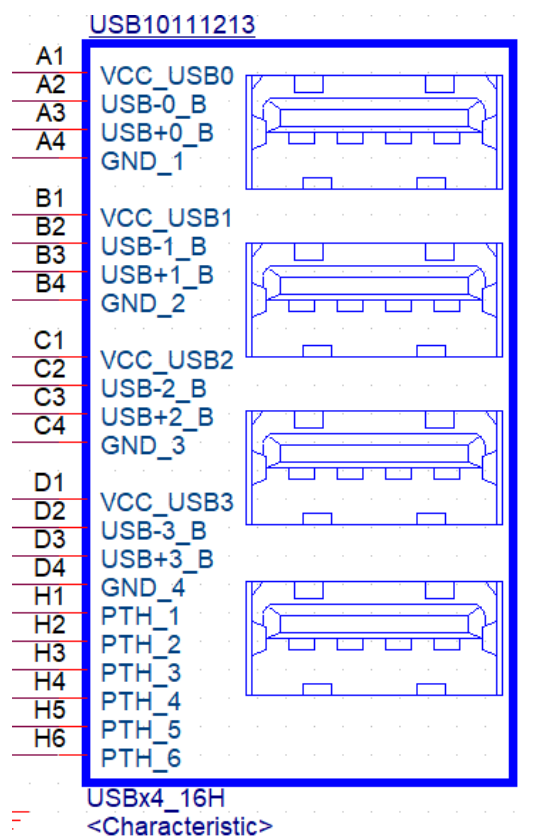 USB10111213
A1 VCC_USB0
A2 USB-0_B
A3 USB+0_B
A4 GND_1
B1 VCC_USB1
B2 USB-1_B
B3 USB+1_B
B4 GND_2
C1 VCC_USB2
C2 USB-2_B
C3 USB+2_B
C4 GND_3
D1 VCC_USB3
D2 USB-3_B
D3 USB+3_B
D4 GND_4
H1 PTH_1
H2 PTH_2
H3 PTH_3
H4 PTH_4
H5 PTH_5
H6 PTH_6
USBx4_16H
<Characteristic>